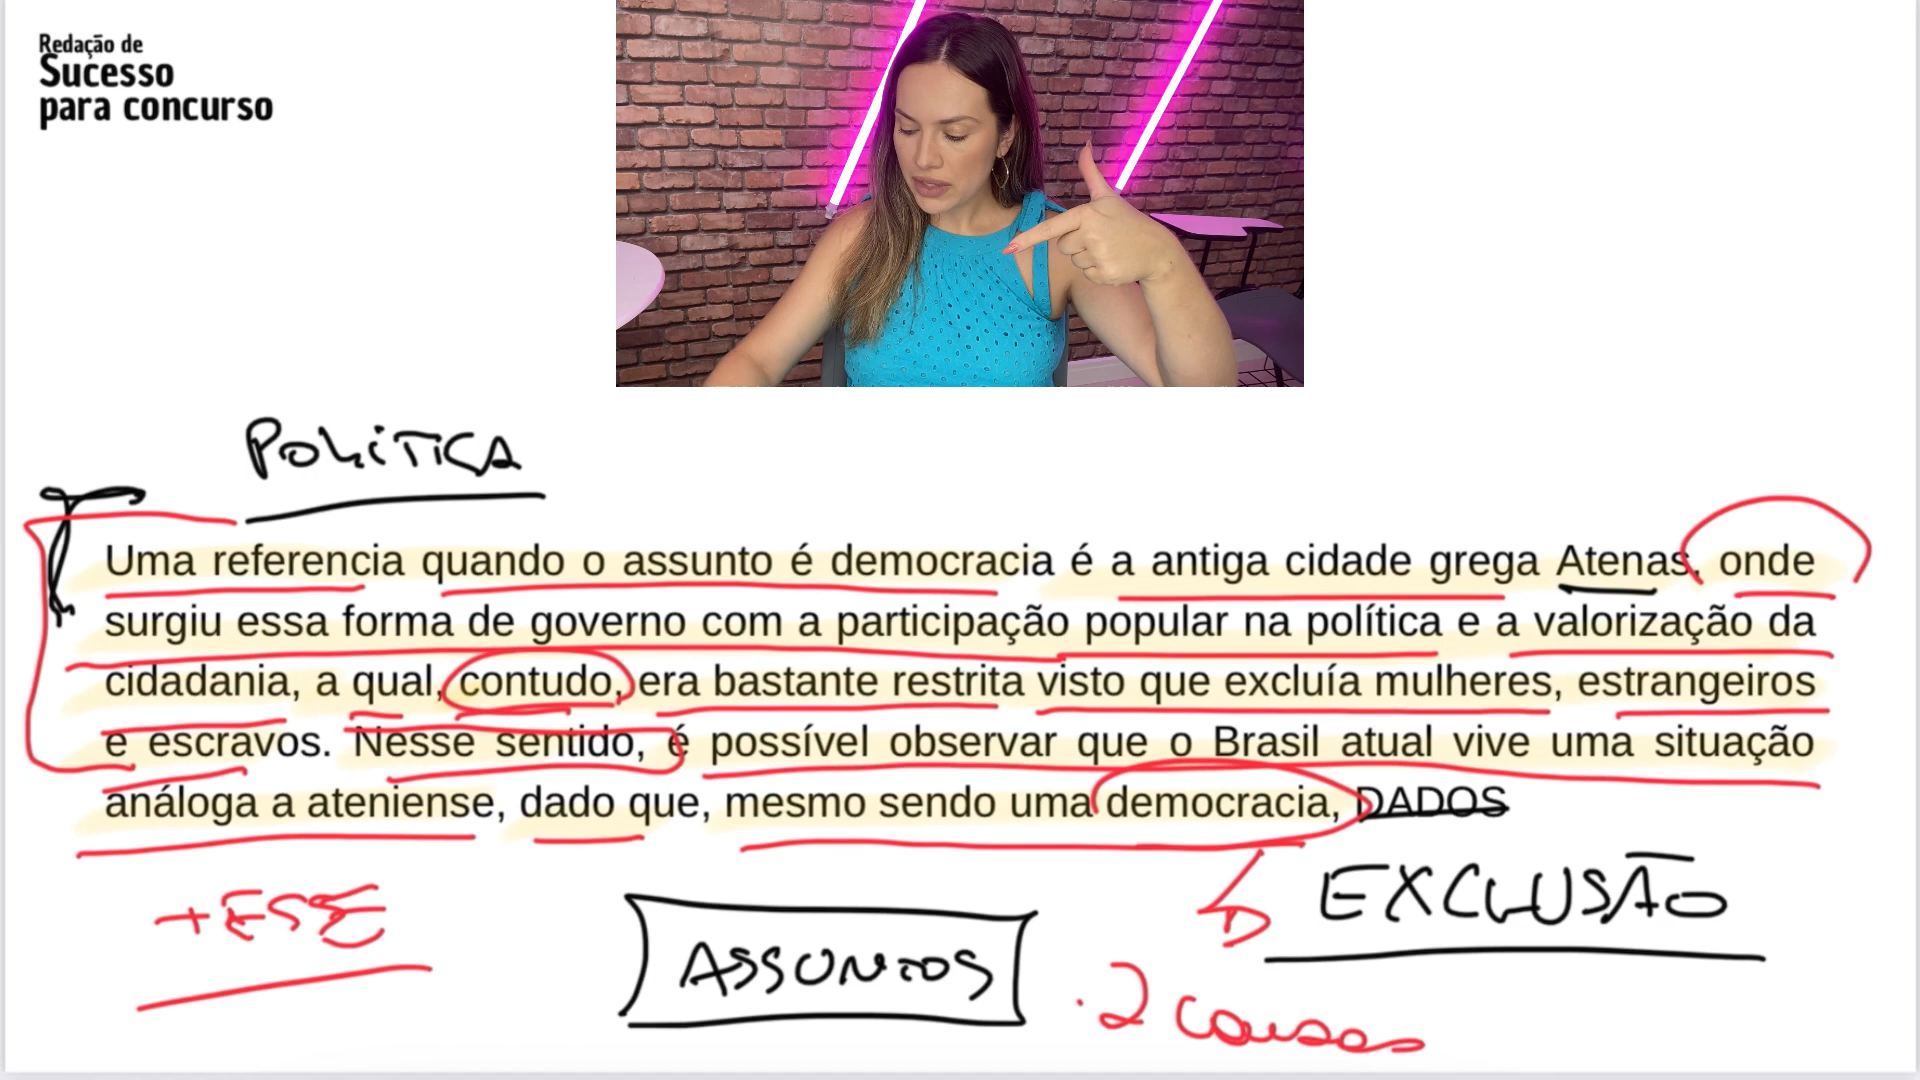 Redação de
Sucesso
para concurso
POLÍTICA
Uma referencia quando o assunto é democracia é a antiga cidade grega Atenas, onde
surgiu essa forma de governo com a participação popular na política e a valorização da
cidadania, a qual, contudo, era bastante restrita visto que excluía mulheres, estrangeiros
e escravos. Nesse sentido, é possível observar que o Brasil atual vive uma situação
análoga a ateniense, dado que, mesmo sendo uma democracia, DADOS
+ESE
ASSUNTOS
EXCLUSÃO
.2 causas